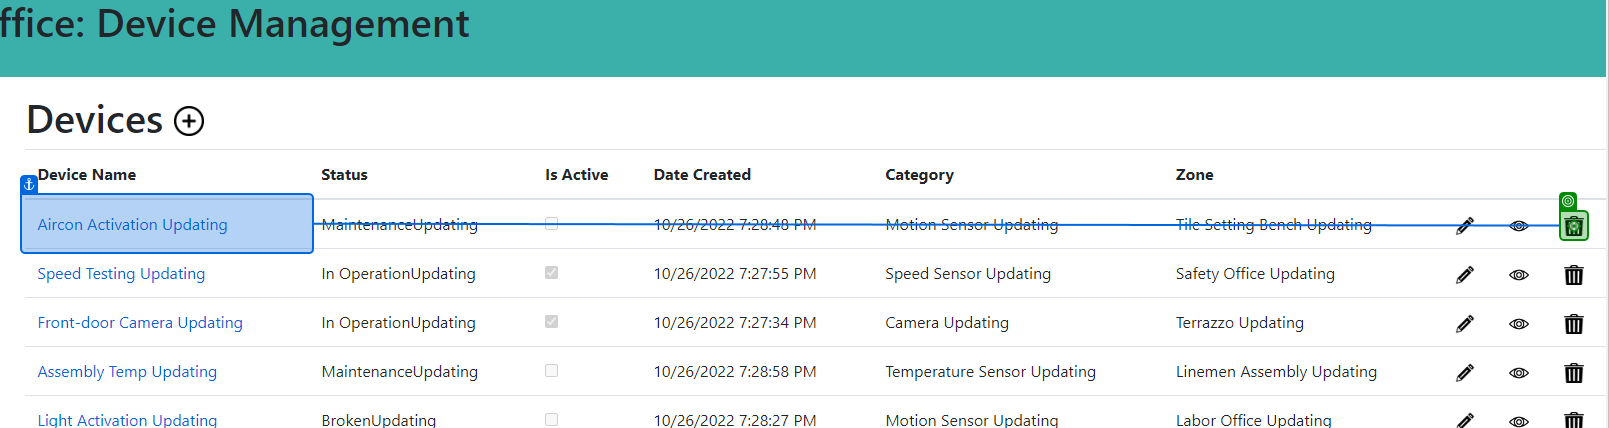 ffice: Device Management
Devices
Device Name Status Is Active Date Created Category Zone
Aircon Activation Updating MaintenanceUpdating 10/26/2022 7:28:48 PM Motion Sensor Updating Tile Setting Bench Updating
Speed Testing Updating In OperationUpdating 10/26/2022 7:27:55 PM Speed Sensor Updating Safety Office Updating
Front-door Camera Updating In OperationUpdating 10/26/2022 7:27:34 PM Camera Updating Terrazzo Updating
Assembly Temp Updating MaintenanceUpdating 10/26/2022 7:28:58 PM Temperature Sensor Updating Linemen Assembly Updating
Light Activation Updating BrokenUpdating 10/26/2022 7:28:27 PM Motion Sensor Updating Labor Office Updating